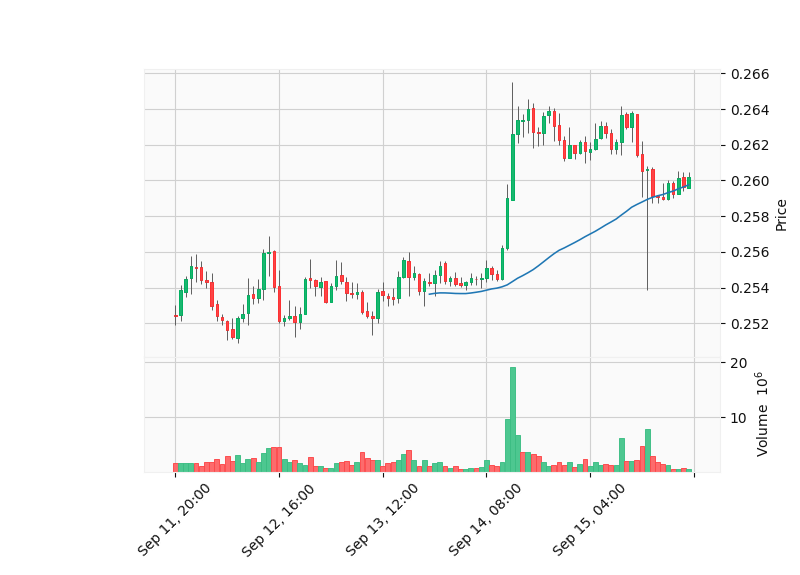 0.266
0.264
0.262
0.260
0.258
0.256
0.254
0.252
Price
20
10
Volume 10⁶
Sep 11, 20:00
Sep 12, 16:00
Sep 13, 12:00
Sep 14, 08:00
Sep 15, 04:00